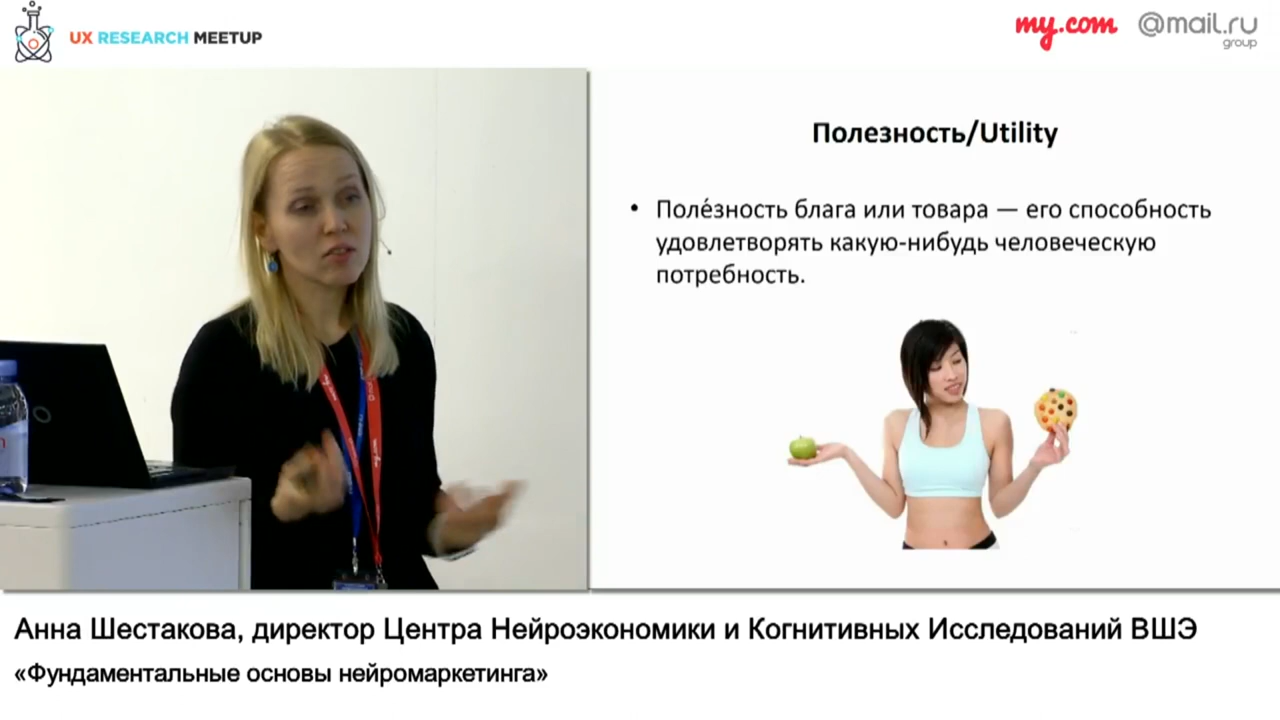 UX RESEARCH MEETUP
my.com @mail.ru
group
Полезность/Utility
• Поле́зность блага или товара — его способность
удовлетворять какую-нибудь человеческую
потребность.
Анна Шестакова, директор Центра Нейроэкономики и Когнитивных Исследований ВШЭ
«Фундаментальные основы нейромаркетинга»